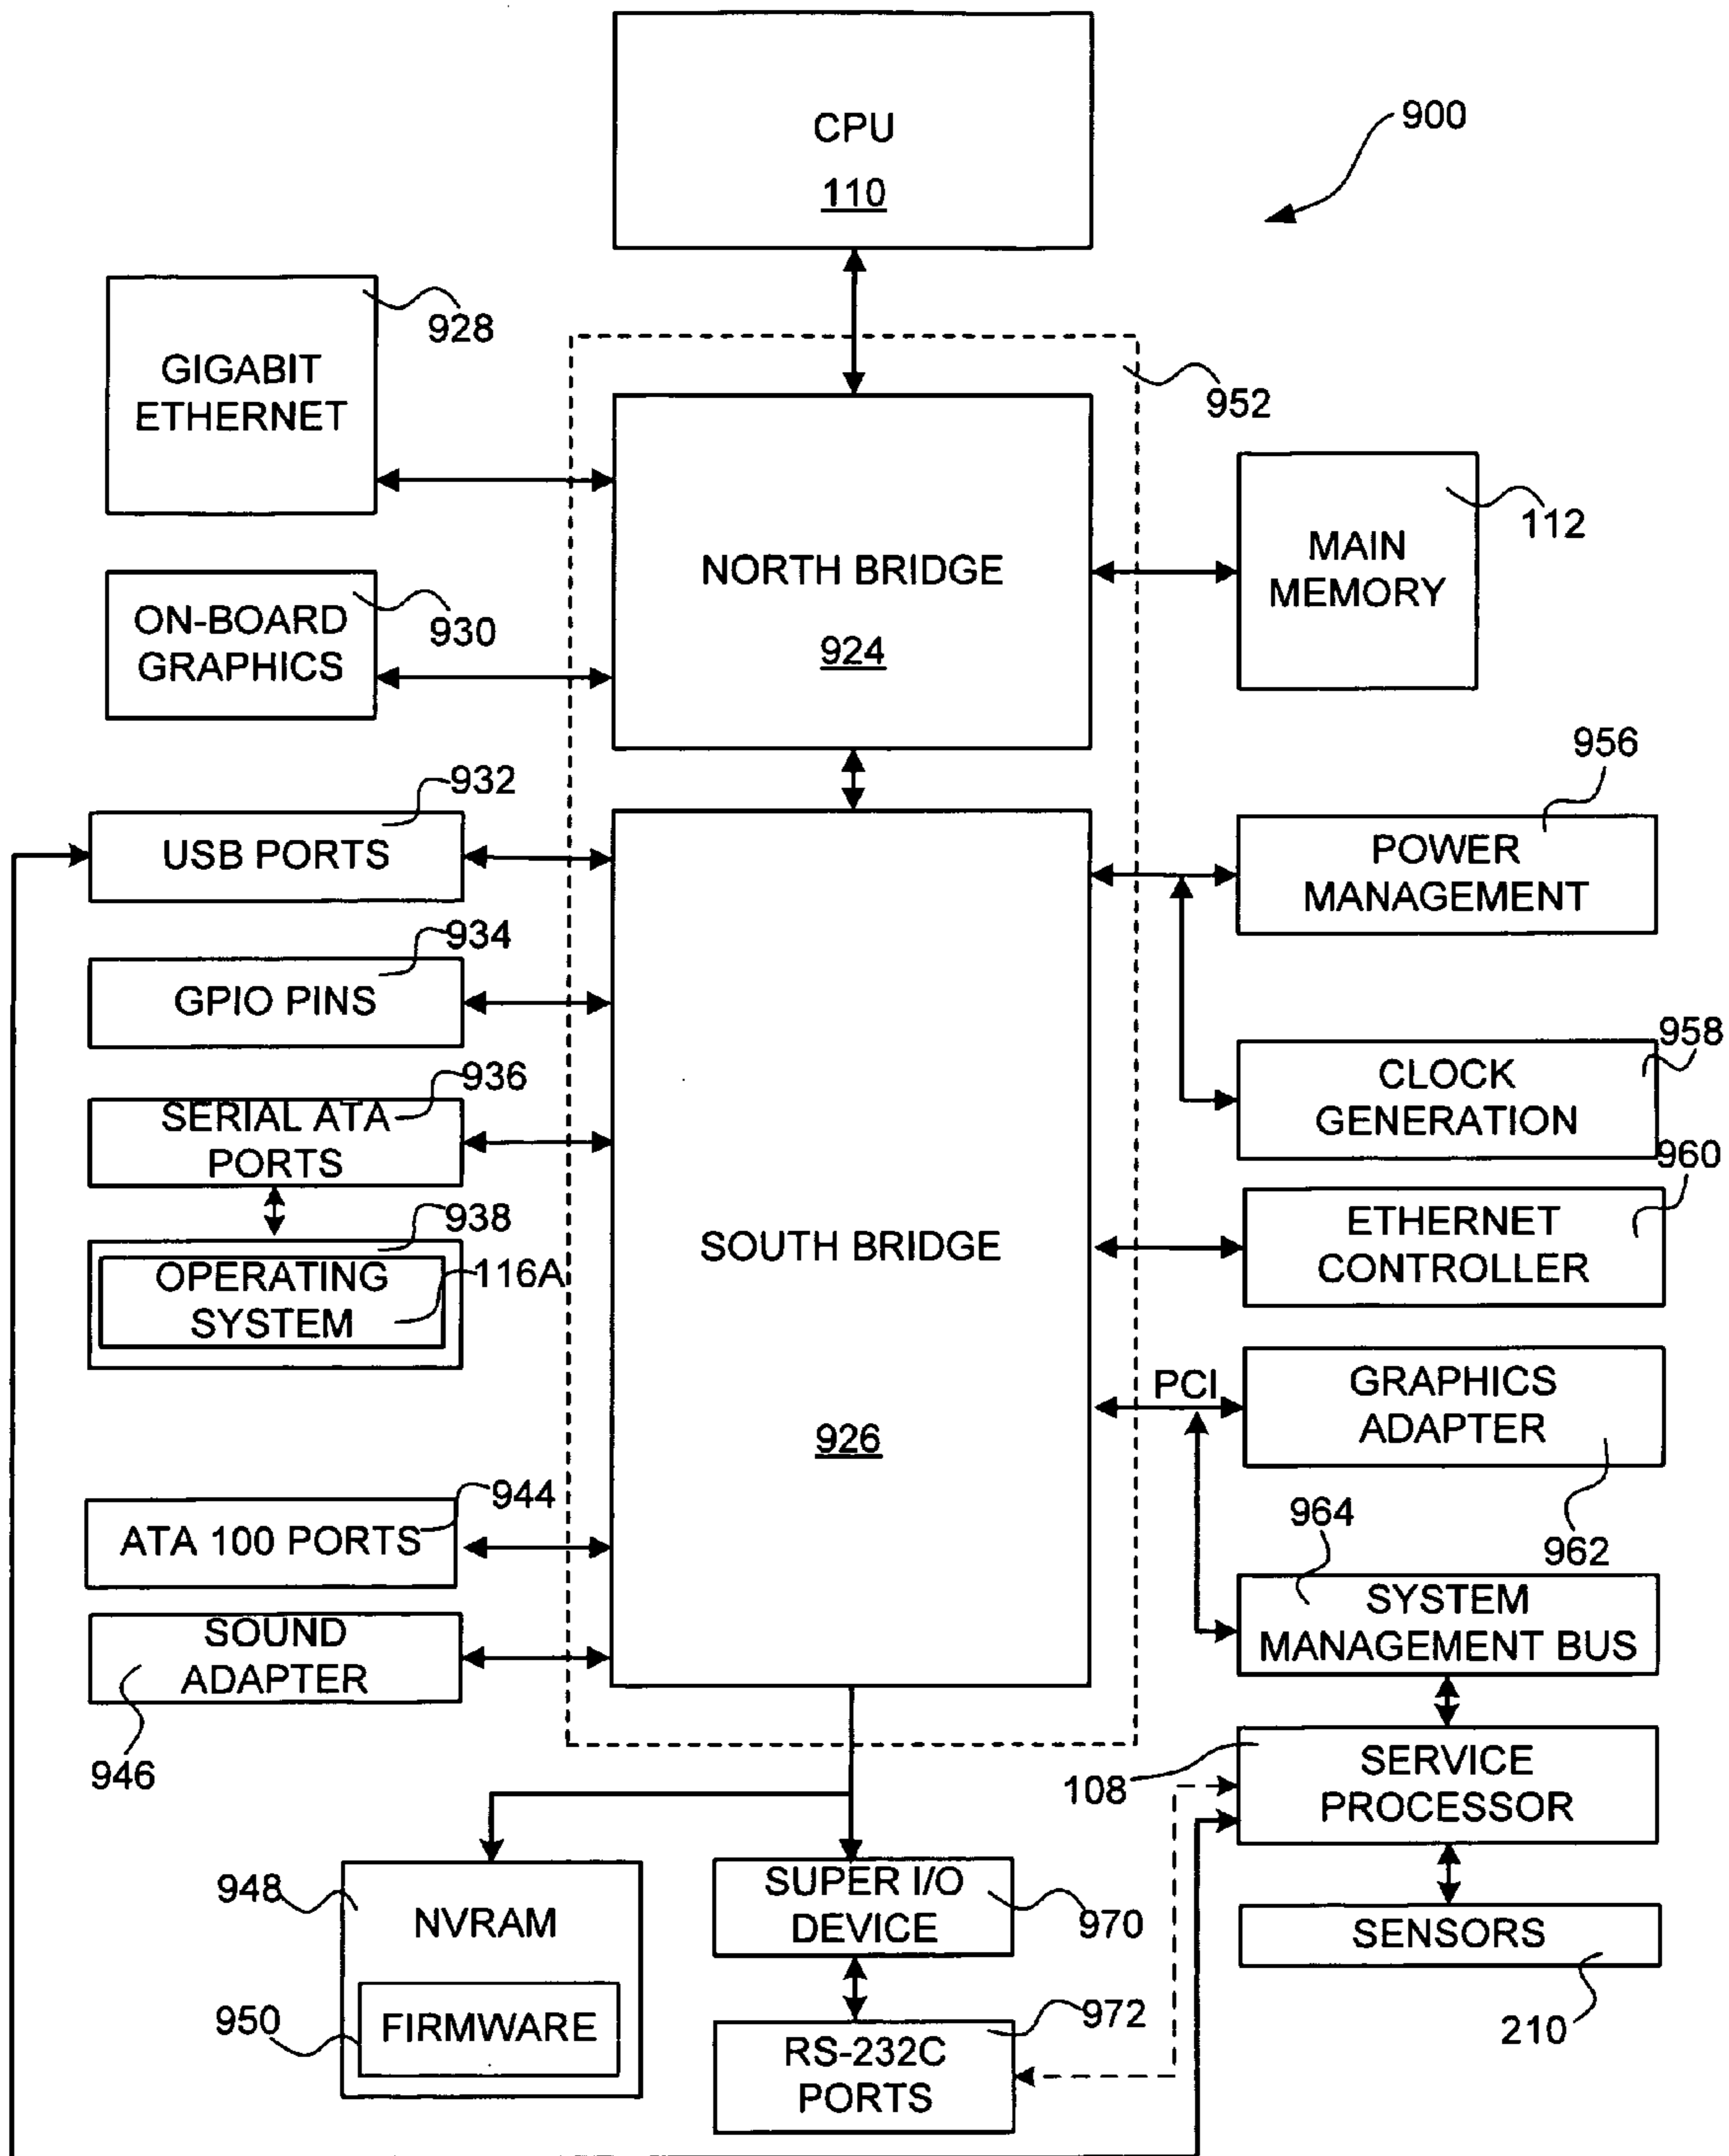 CPU
110
900
GIGABIT
ETHERNET
928
952
NORTH BRIDGE
924
MAIN
MEMORY
112
ON-BOARD
GRAPHICS
930
USB PORTS
932
POWER
MANAGEMENT
956
GPIO PINS
934
SERIAL ATA
PORTS
936
CLOCK
GENERATION
958
OPERATING
SYSTEM
938
116A
SOUTH BRIDGE
926
ETHERNET
CONTROLLER
960
PCI
GRAPHICS
ADAPTER
962
ATA 100 PORTS
944
964
SYSTEM
MANAGEMENT BUS
SOUND
ADAPTER
946
108
SERVICE
PROCESSOR
948
NVRAM
950
FIRMWARE
SUPER I/O
DEVICE
970
SENSORS
210
RS-232C
PORTS
972